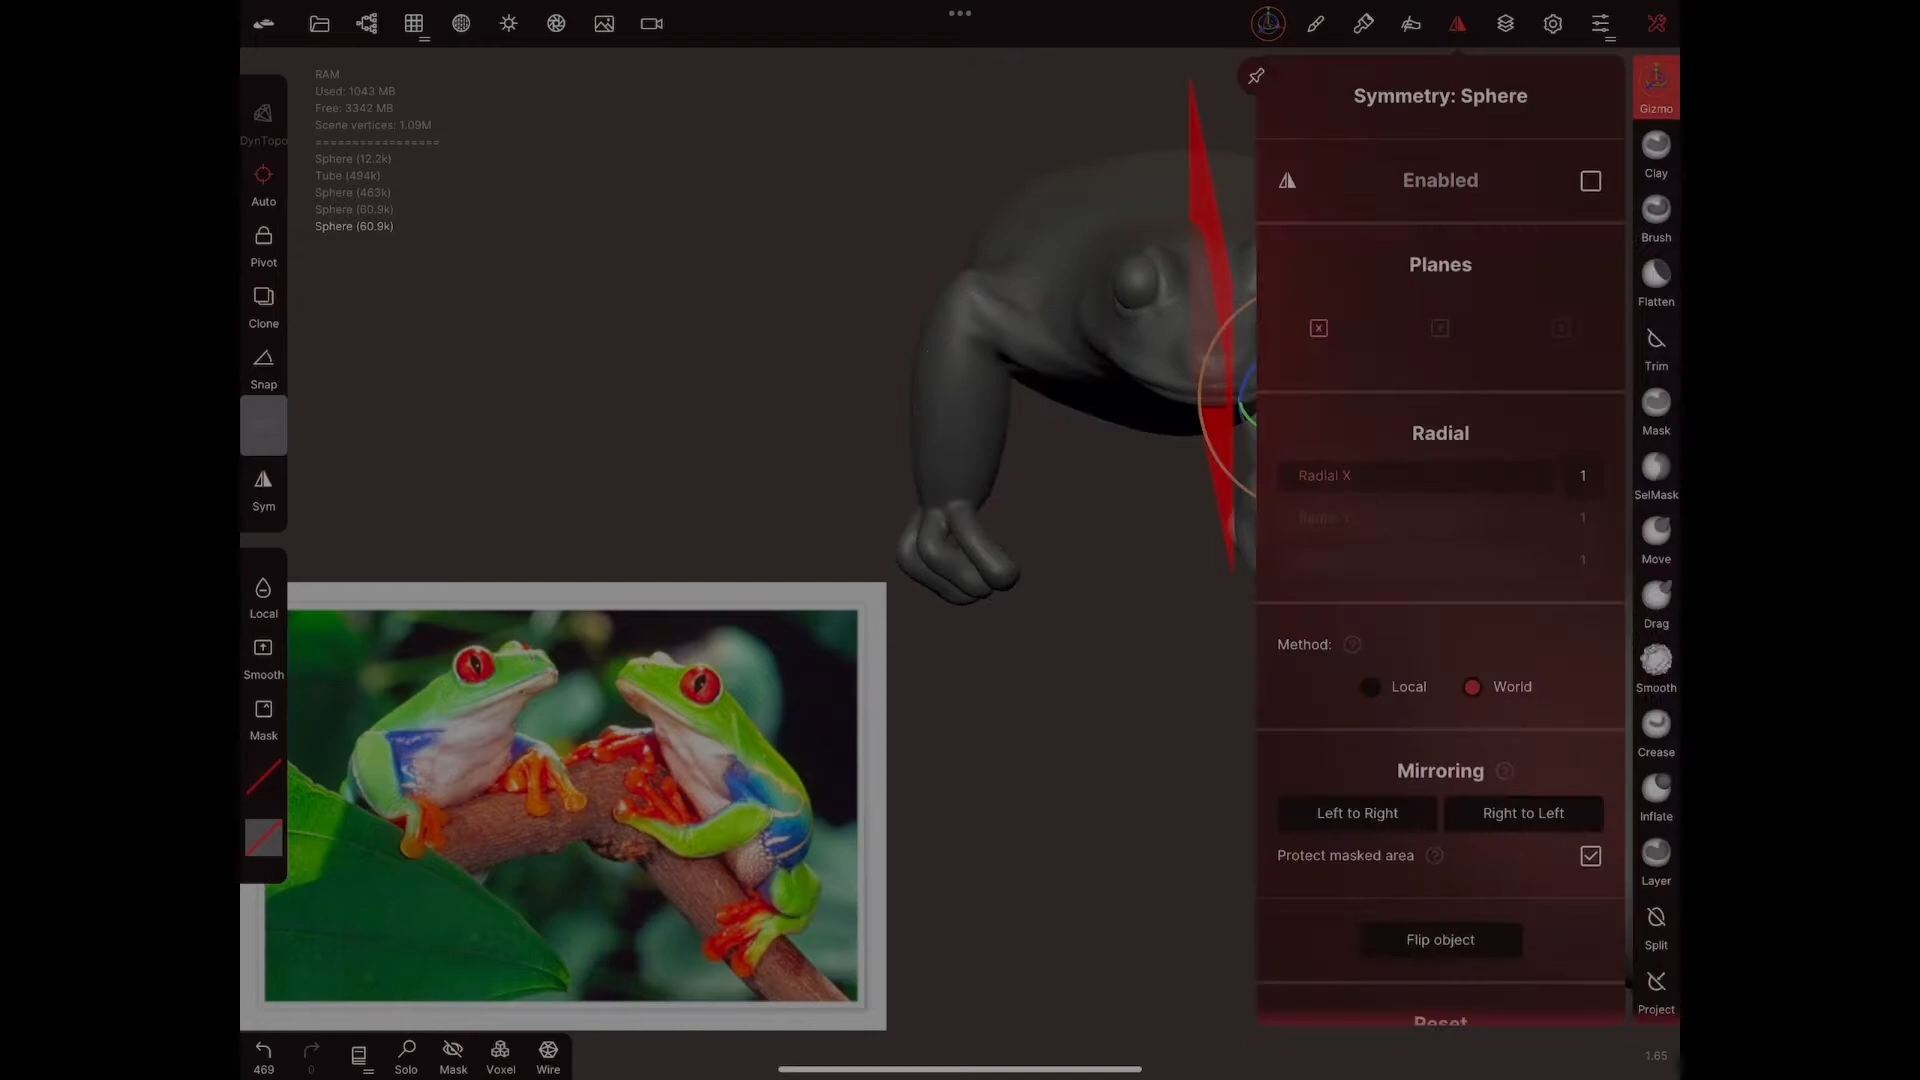 RAM
Used: 1043 MB
Free: 3342 MB
Scene vertices: 1.09M
=================
Sphere (12.2k)
Tube (494k)
Sphere (463k)
Sphere (60.9k)
Sphere (60.9k)
DynTopo
Auto
Pivot
Clone
Snap
Sym
Local
Smooth
Mask
469
0
Solo
Mask
Voxel
Wire
Symmetry: Sphere
Enabled
Planes
X
Y
Radial
Radial X 1
Radial Y 1
1
Method: ?
Local World
Mirroring ?
Left to Right Right to Left
Protect masked area ?
Flip object
Reset
Gizmo
Clay
Brush
Flatten
Trim
Mask
SelMask
Move
Drag
Smooth
Crease
Inflate
Layer
Split
Project
1.65